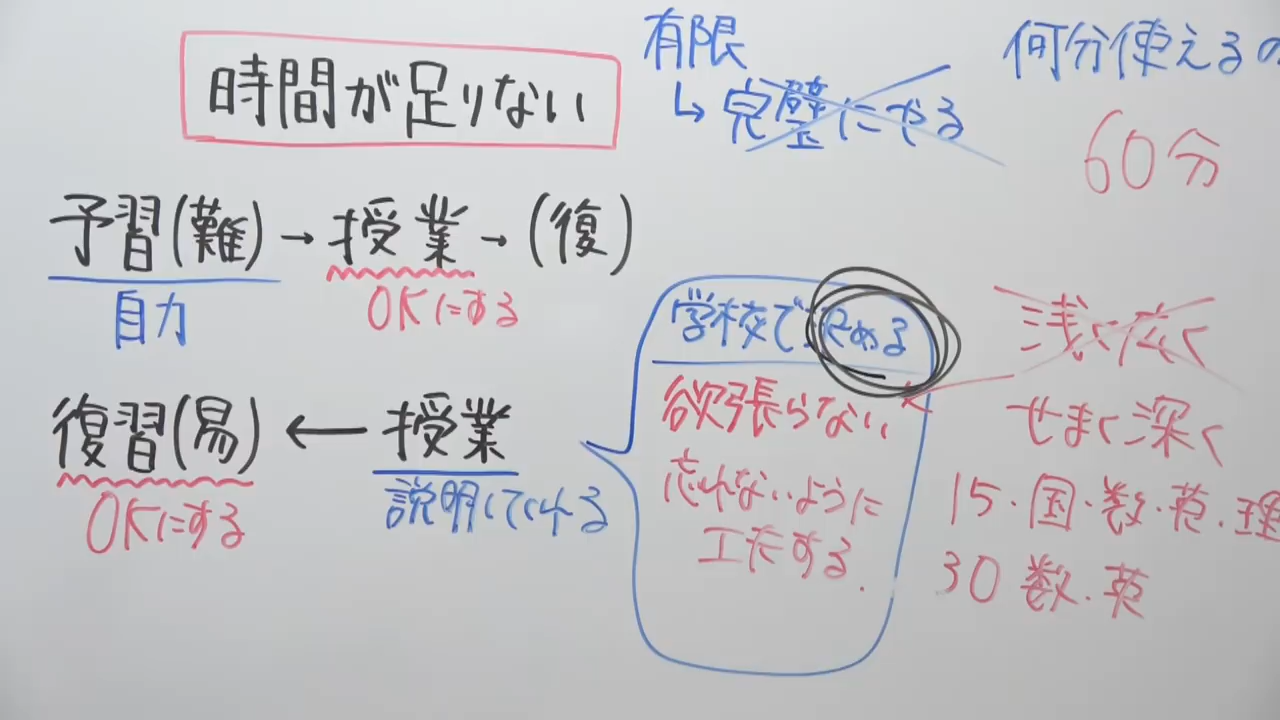 時間が足りない
有限
↳ 完璧にやる
何分使えるの
60分
予習(難) → 授業 → (復)
自力
OKにする
復習(易) ← 授業
OKにする
説明してくれる
学校で 決める
欲張らない
忘れないように
工夫する.
浅く広く
せまく深く
15・国・数・英・理
30 数・英